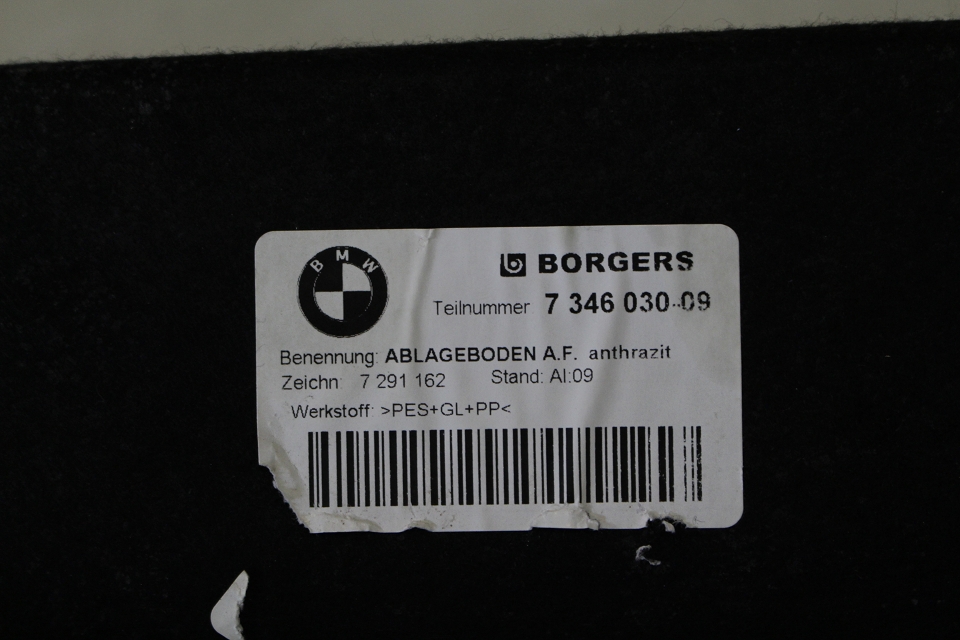 BMW
BORGERS
Teilnummer 7 346 030-09
Benennung: ABLAGEBODEN A.F. anthrazit
Zeichn: 7 291 162 Stand: AI:09
Werkstoff: >PES+GL+PP<